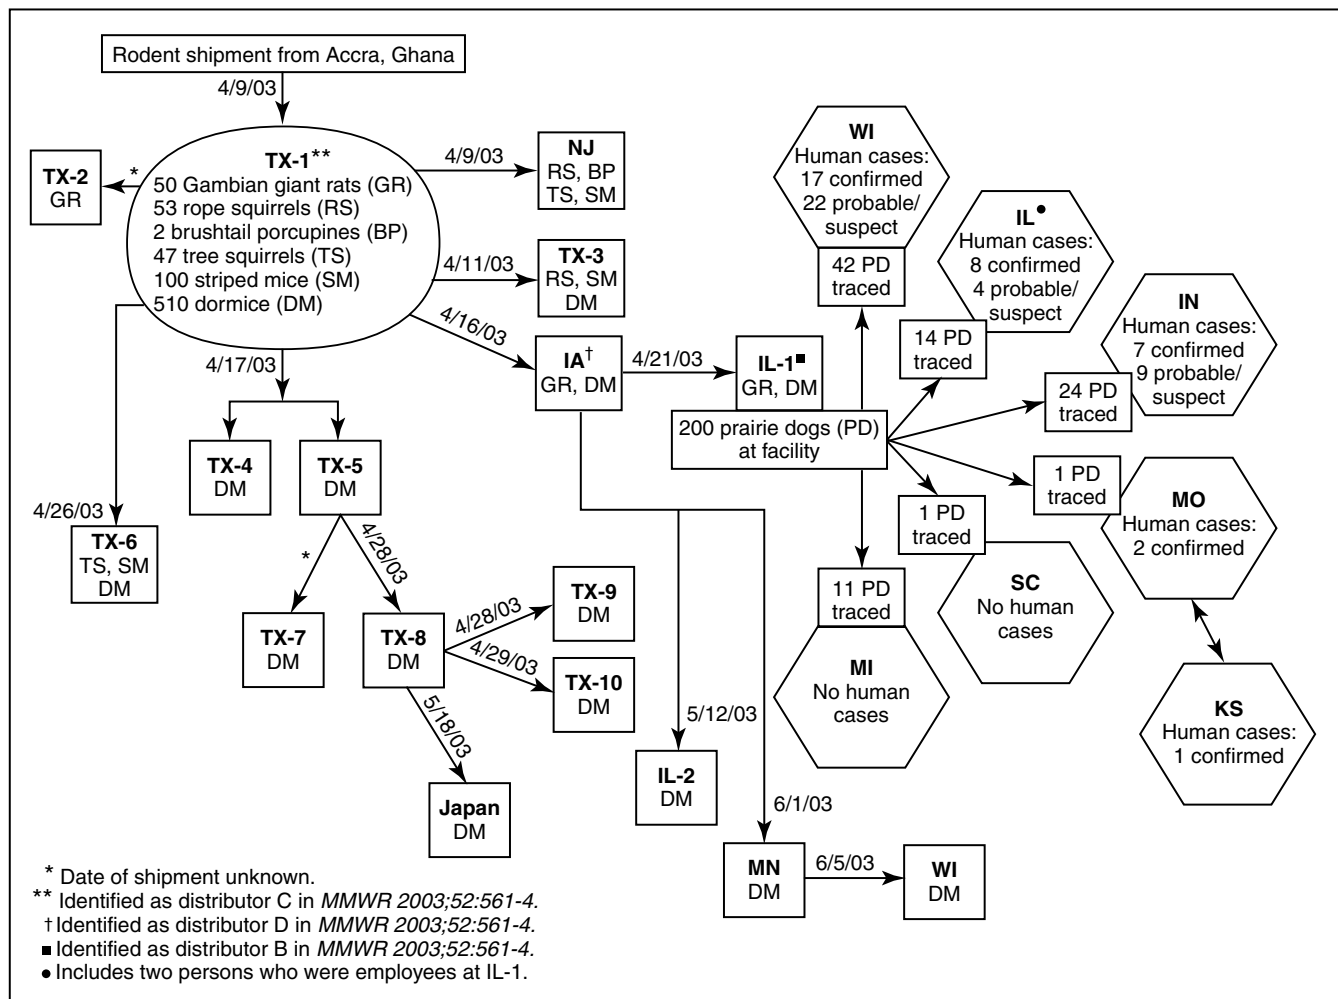 Rodent shipment from Accra, Ghana
4/9/03
TX-1**
50 Gambian giant rats (GR)
53 rope squirrels (RS)
2 brushtail porcupines (BP)
47 tree squirrels (TS)
100 striped mice (SM)
510 dormice (DM)
*
TX-2
GR
4/9/03
NJ
RS, BP
TS, SM
4/11/03
TX-3
RS, SM
DM
4/16/03
IA†
GR, DM
4/21/03
IL-1■
GR, DM
200 prairie dogs (PD)
at facility
WI
Human cases:
17 confirmed
22 probable/
suspect
42 PD
traced
IL●
Human cases:
8 confirmed
4 probable/
suspect
14 PD
traced
IN
Human cases:
7 confirmed
9 probable/
suspect
24 PD
traced
1 PD
traced
MO
Human cases:
2 confirmed
1 PD
traced
SC
No human
cases
11 PD
traced
MI
No human
cases
KS
Human cases:
1 confirmed
4/17/03
TX-4
DM
TX-5
DM
4/26/03
TX-6
TS, SM
DM
*
4/28/03
TX-7
DM
TX-8
DM
4/28/03
TX-9
DM
4/29/03
TX-10
DM
5/18/03
Japan
DM
5/12/03
IL-2
DM
6/1/03
MN
DM
6/5/03
WI
DM
* Date of shipment unknown.
** Identified as distributor C in MMWR 2003;52:561-4.
† Identified as distributor D in MMWR 2003;52:561-4.
■ Identified as distributor B in MMWR 2003;52:561-4.
● Includes two persons who were employees at IL-1.